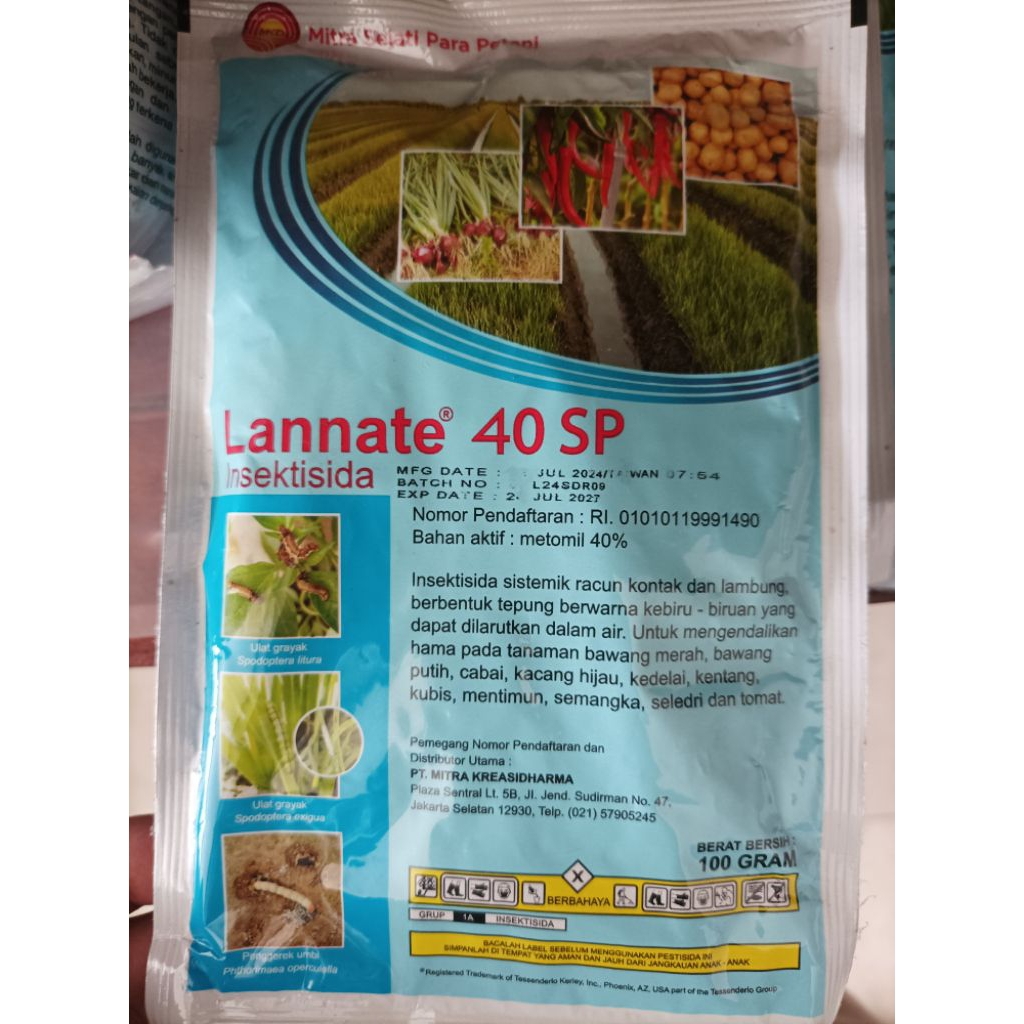 Mitra Sejati Para Petani
Lannate® 40 SP
Insektisida
MFG DATE : JUL 2024/ WAN 07:54
BATCH NO : L24SDR09
EXP DATE : 2 JUL 2027
Nomor Pendaftaran : RI. 01010119991490
Bahan aktif : metomil 40%
Insektisida sistemik racun kontak dan lambung,
berbentuk tepung berwarna kebiru - biruan yang
dapat dilarutkan dalam air. Untuk mengendalikan
hama pada tanaman bawang merah, bawang
putih, cabai, kacang hijau, kedelai, kentang,
kubis, mentimun, semangka, seledri dan tomat.
Ulat grayak
Spodoptera litura
Ulat grayak
Spodoptera exigua
Penggerek umbi
Phthorimaea operculella
Pemegang Nomor Pendaftaran dan
Distributor Utama :
PT. MITRA KREASIDHARMA
Plaza Sentral Lt. 5B, Jl. Jend. Sudirman No. 47,
Jakarta Selatan 12930, Telp. (021) 57905245
BERAT BERSIH :
100 GRAM
X
BERBAHAYA
GRUP 1A INSEKTISIDA
BACALAH LABEL SEBELUM MENGGUNAKAN PESTISIDA INI
SIMPANLAH DI TEMPAT YANG AMAN DAN JAUH DARI JANGKAUAN ANAK - ANAK
®Registered Trademark of Tessenderlo Kerley, Inc., Phoenix, AZ, USA part of the Tessenderlo Group